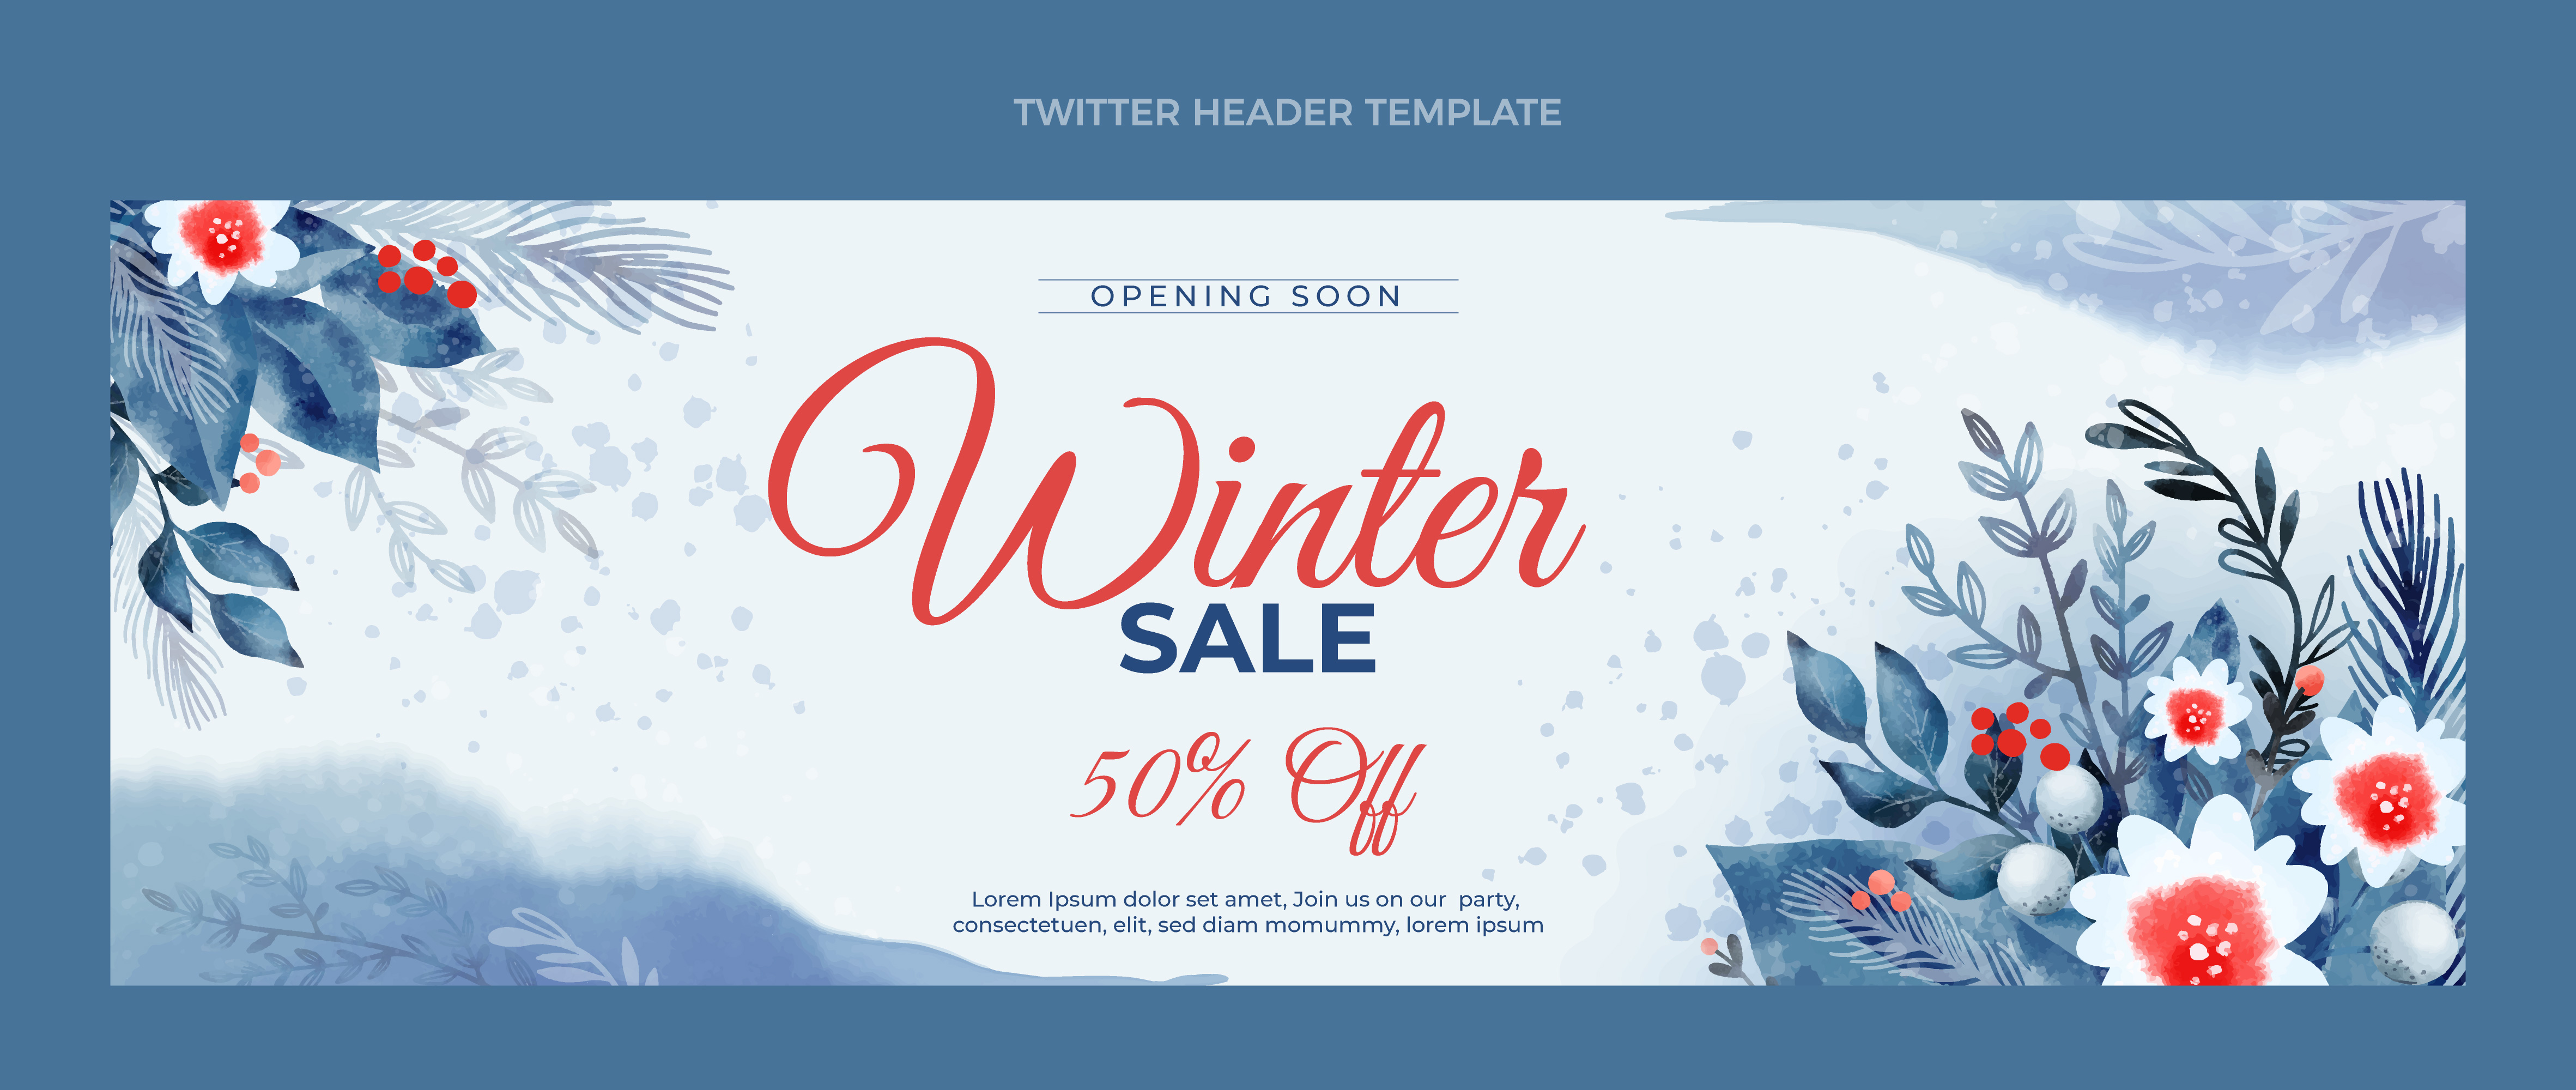 TWITTER HEADER TEMPLATE
OPENING SOON
Winter
SALE
50% Off
Lorem Ipsum dolor set amet, Join us on our  party,
consectetuen, elit, sed diam momummy, lorem ipsum